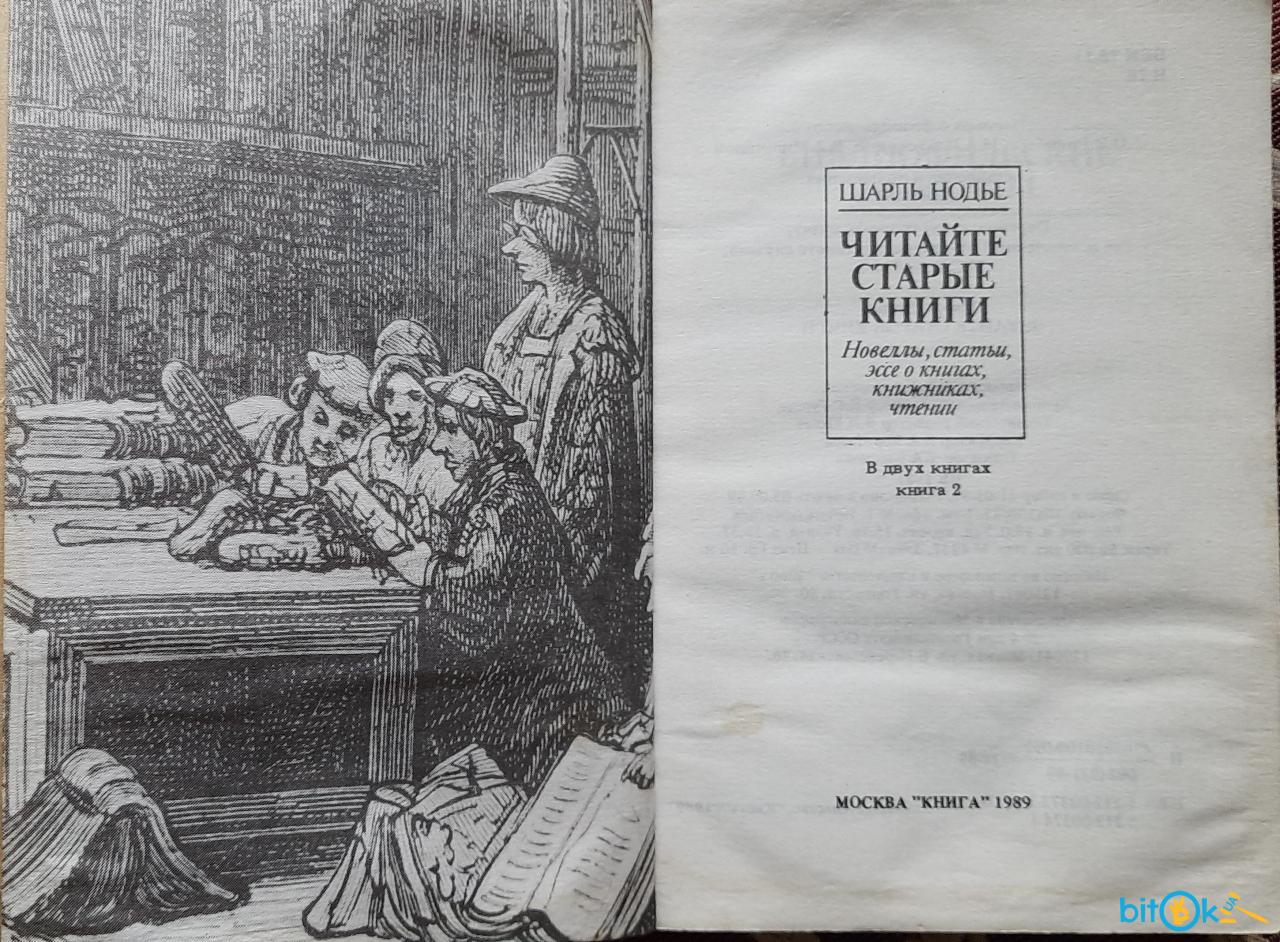 ШАРЛЬ НОДЬЕ
ЧИТАЙТЕ
СТАРЫЕ
КНИГИ
Новеллы, статьи,
эссе о книгах,
книжниках,
чтении
В двух книгах
книга 2
МОСКВА "КНИГА" 1989
bitok
UA